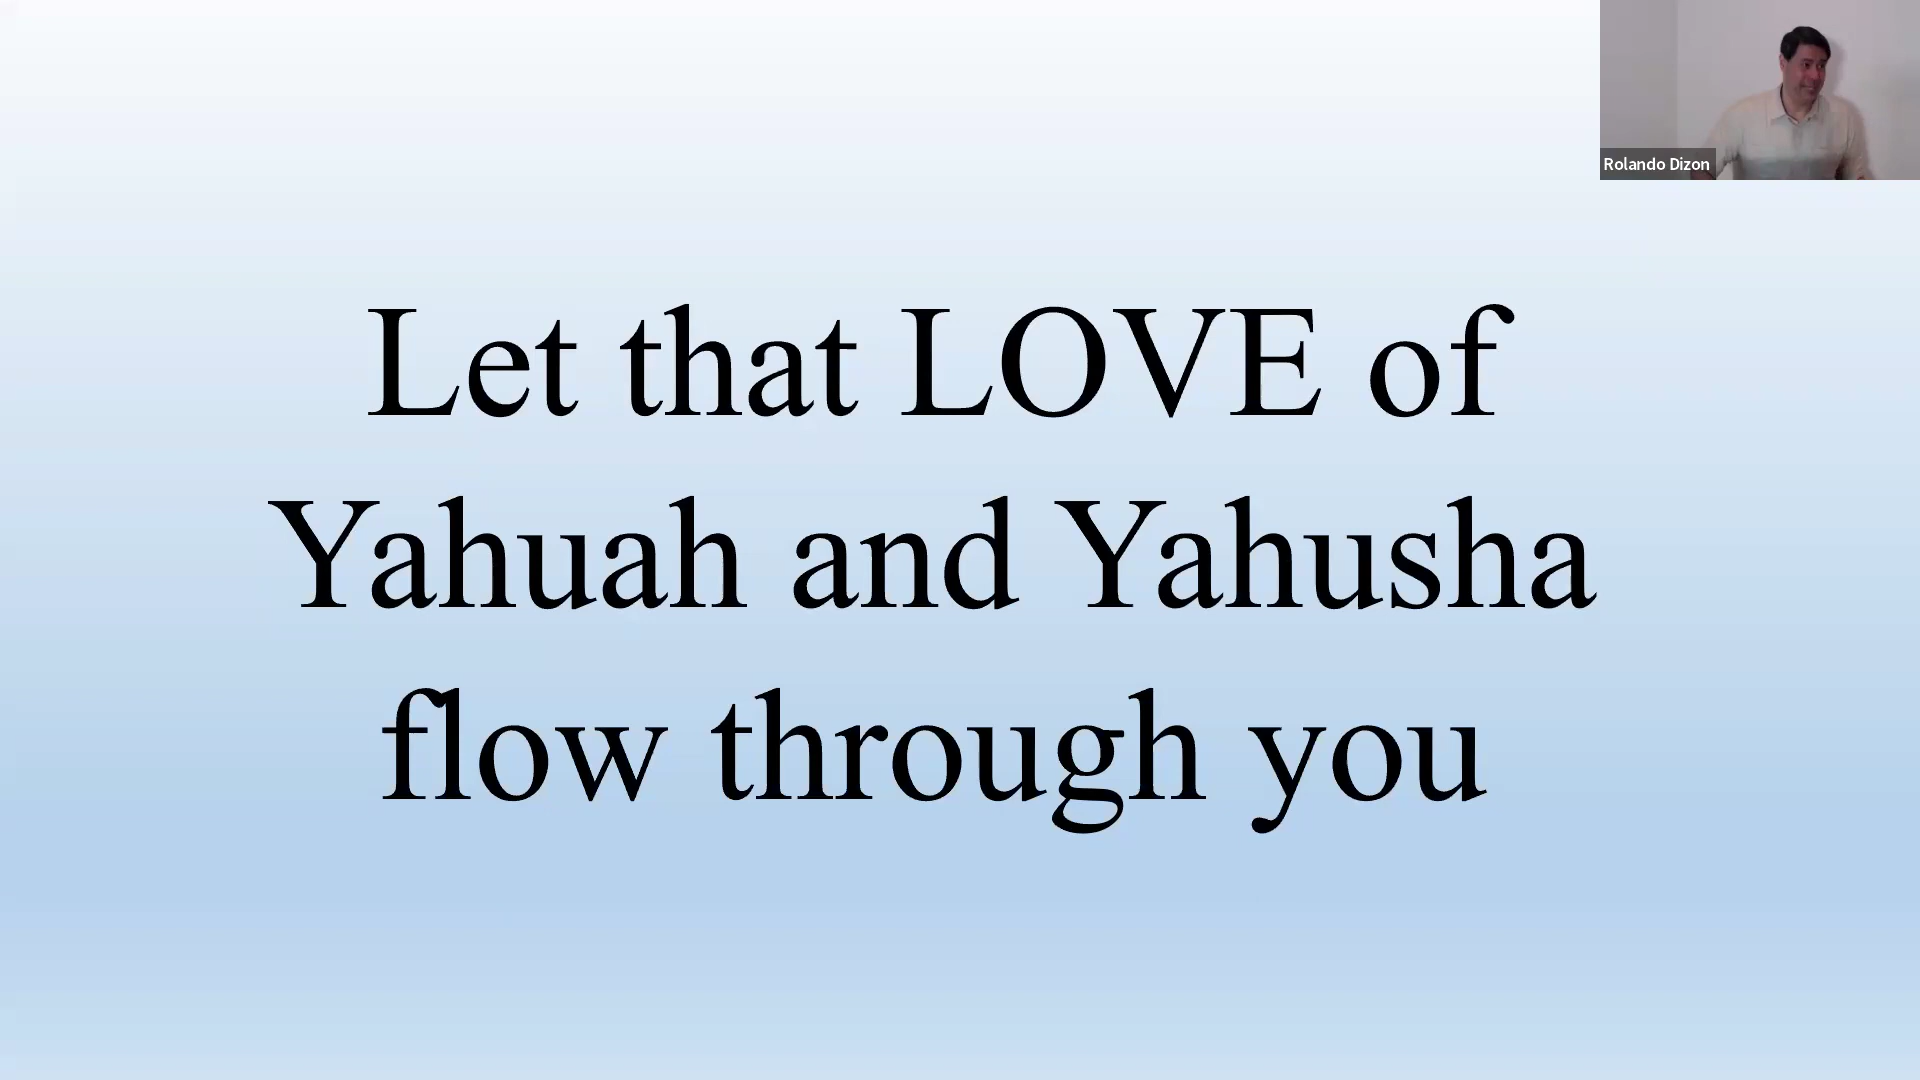 Rolando Dizon
Let that LOVE of
Yahuah and Yahusha
flow through you